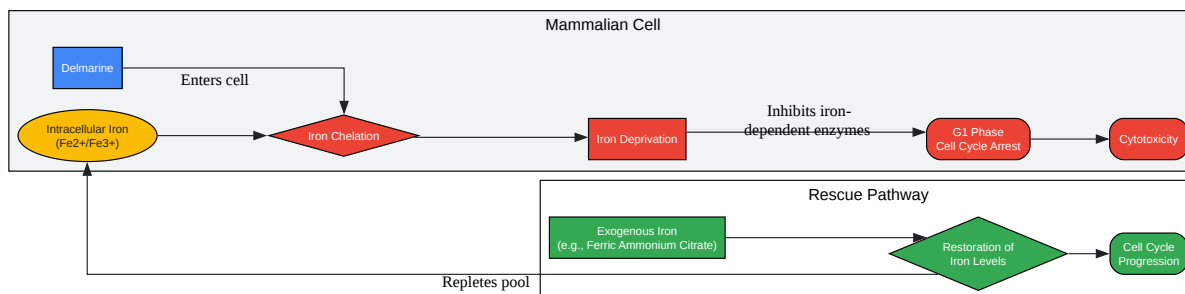 Mammalian Cell
Delmarine
Enters cell
Intracellular Iron
(Fe2+/Fe3+)
Iron Chelation
Iron Deprivation
Inhibits iron-
dependent enzymes
G1 Phase
Cell Cycle Arrest
Cytotoxicity
Rescue Pathway
Exogenous Iron
(e.g., Ferric Ammonium Citrate)
Restoration of
Iron Levels
Cell Cycle
Progression
Repletes pool